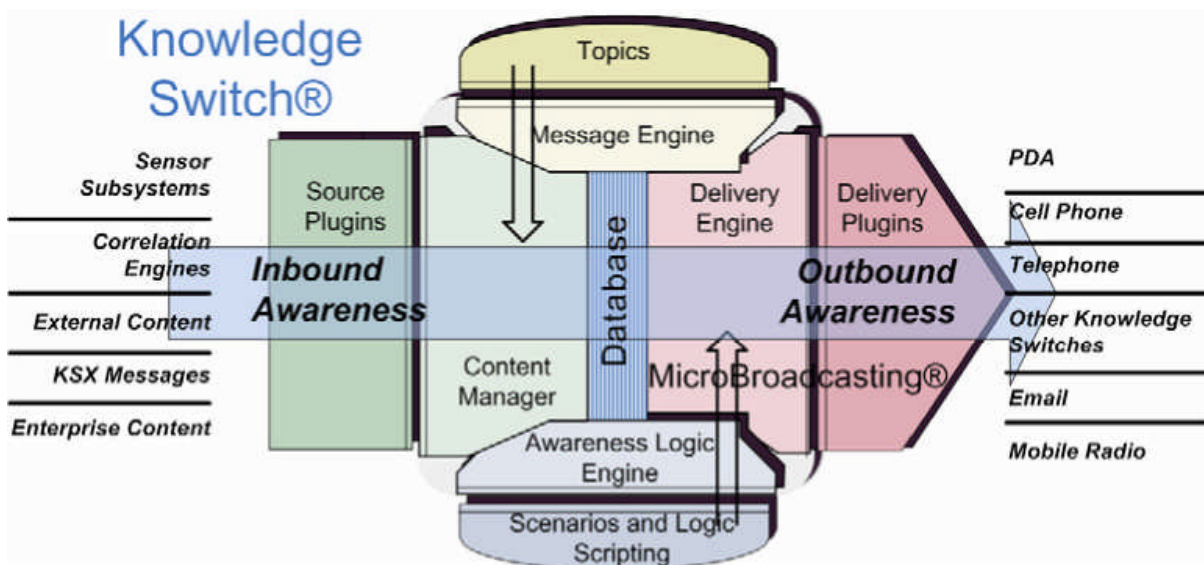 Knowledge
Switch®
Topics
Message Engine
Sensor
Subsystems
Correlation
Engines
External Content
KSX Messages
Enterprise Content
Source
Plugins
Inbound
Awareness
Content
Manager
Database
Delivery
Engine
Delivery
Plugins
Outbound
Awareness
MicroBroadcasting®
Awareness Logic
Engine
Scenarios and Logic
Scripting
PDA
Cell Phone
Telephone
Other Knowledge
Switches
Email
Mobile Radio